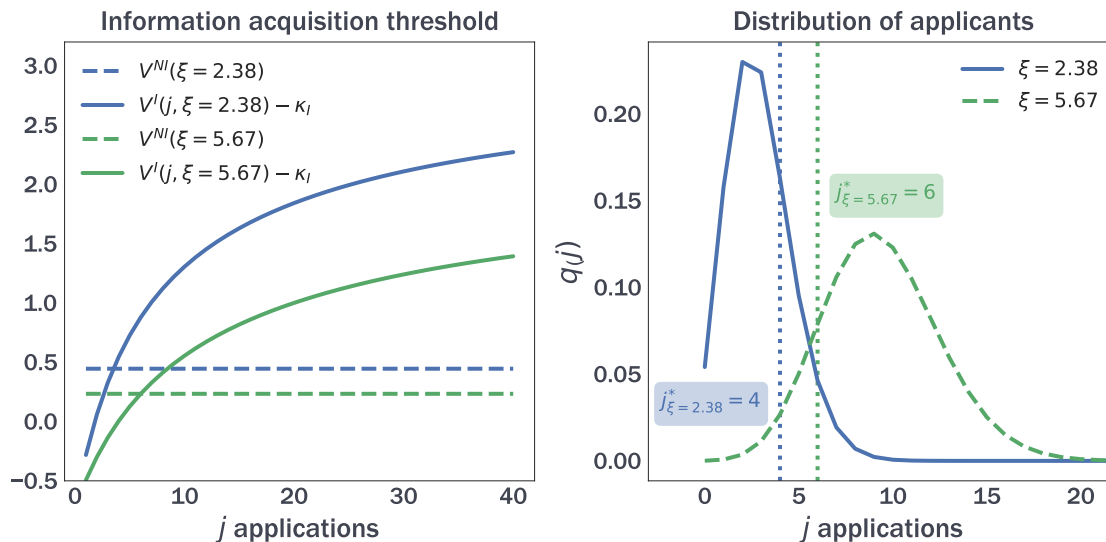 Information acquisition threshold
3.0
2.5
2.0
1.5
1.0
0.5
0.0
−0.5
0 10 20 30 40
j applications
V^{NI}(ξ = 2.38)
V^{I}(j, ξ = 2.38) − κ_I
V^{NI}(ξ = 5.67)
V^{I}(j, ξ = 5.67) − κ_I
Distribution of applicants
q(j)
0.20
0.15
0.10
0.05
0.00
0 5 10 15 20
j applications
ξ = 2.38
ξ = 5.67
j^*_{ξ = 5.67} = 6
j^*_{ξ = 2.38} = 4